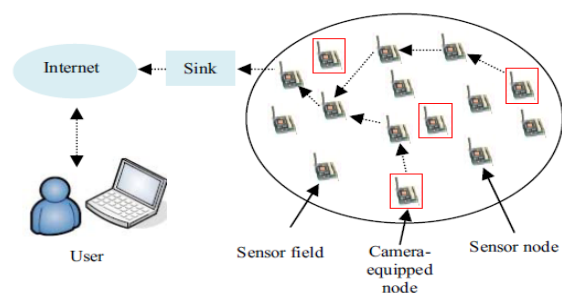 Internet
Sink
User
Sensor field
Camera-
equipped
node
Sensor node